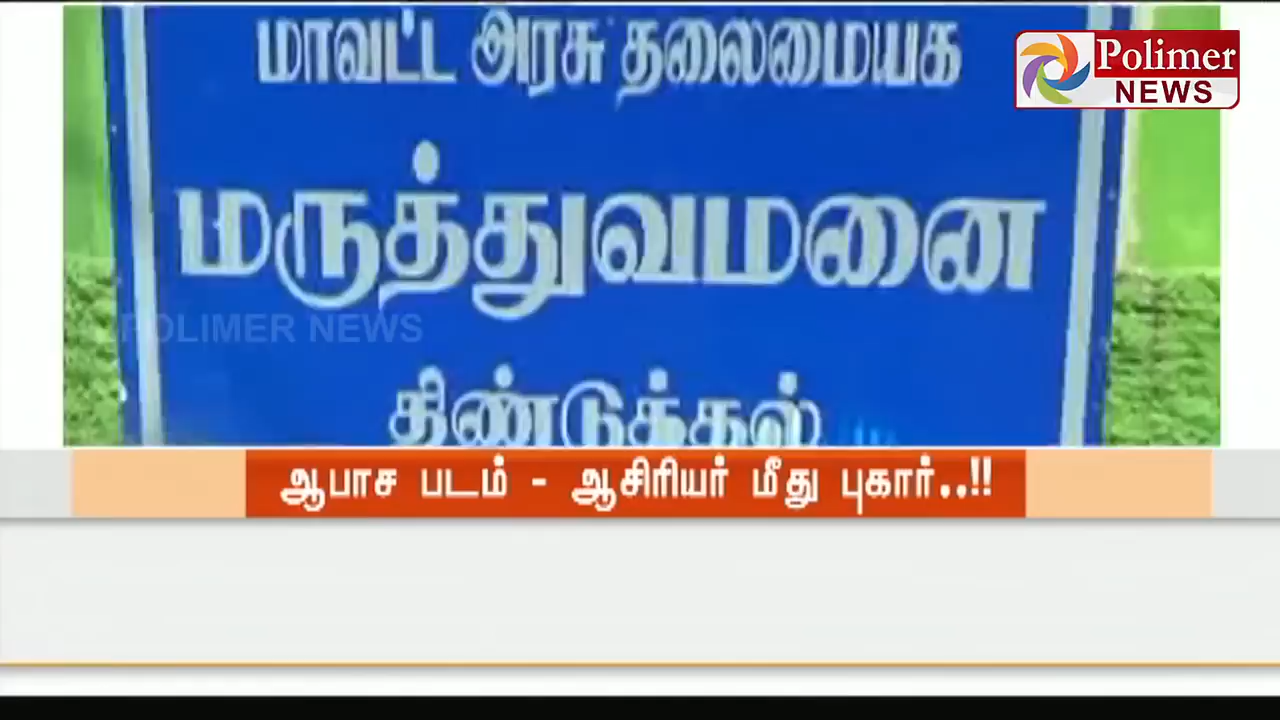 மாவட்ட அரசு தலைமையக
Polimer
NEWS
மருத்துவமனை
POLIMER NEWS
திண்டுக்கல்
ஆபாச படம் - ஆசிரியர் மீது புகார்..!!